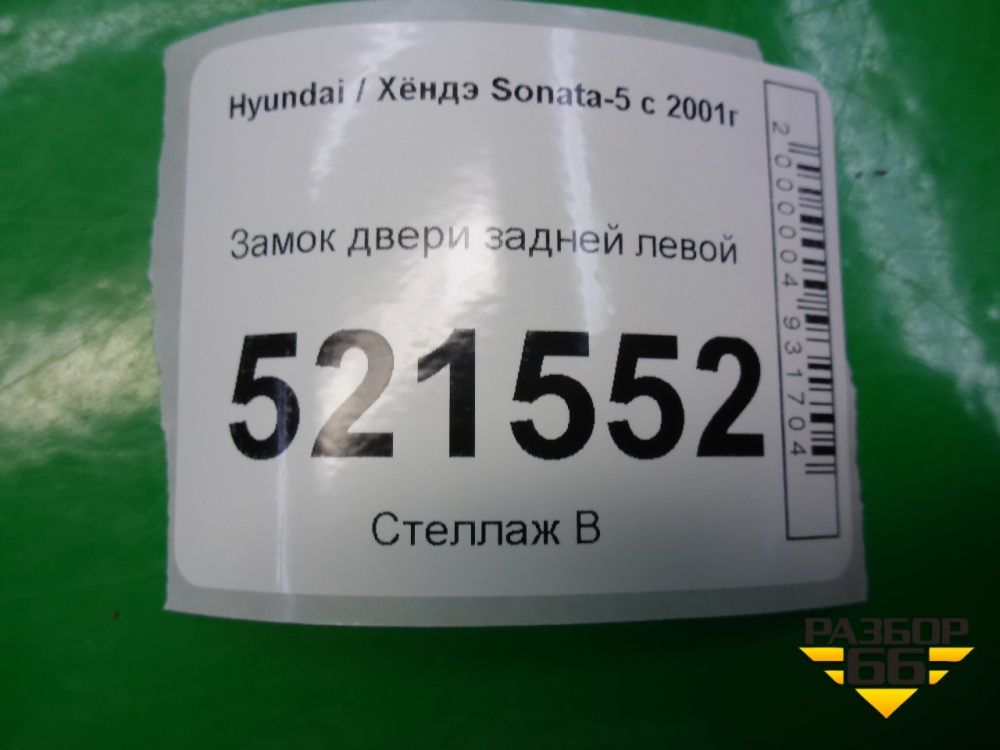 Hyundai / Хёндэ Sonata-5 с 2001г
Замок двери задней левой
521552
Стеллаж В
2000004931704
РАЗБОР
66